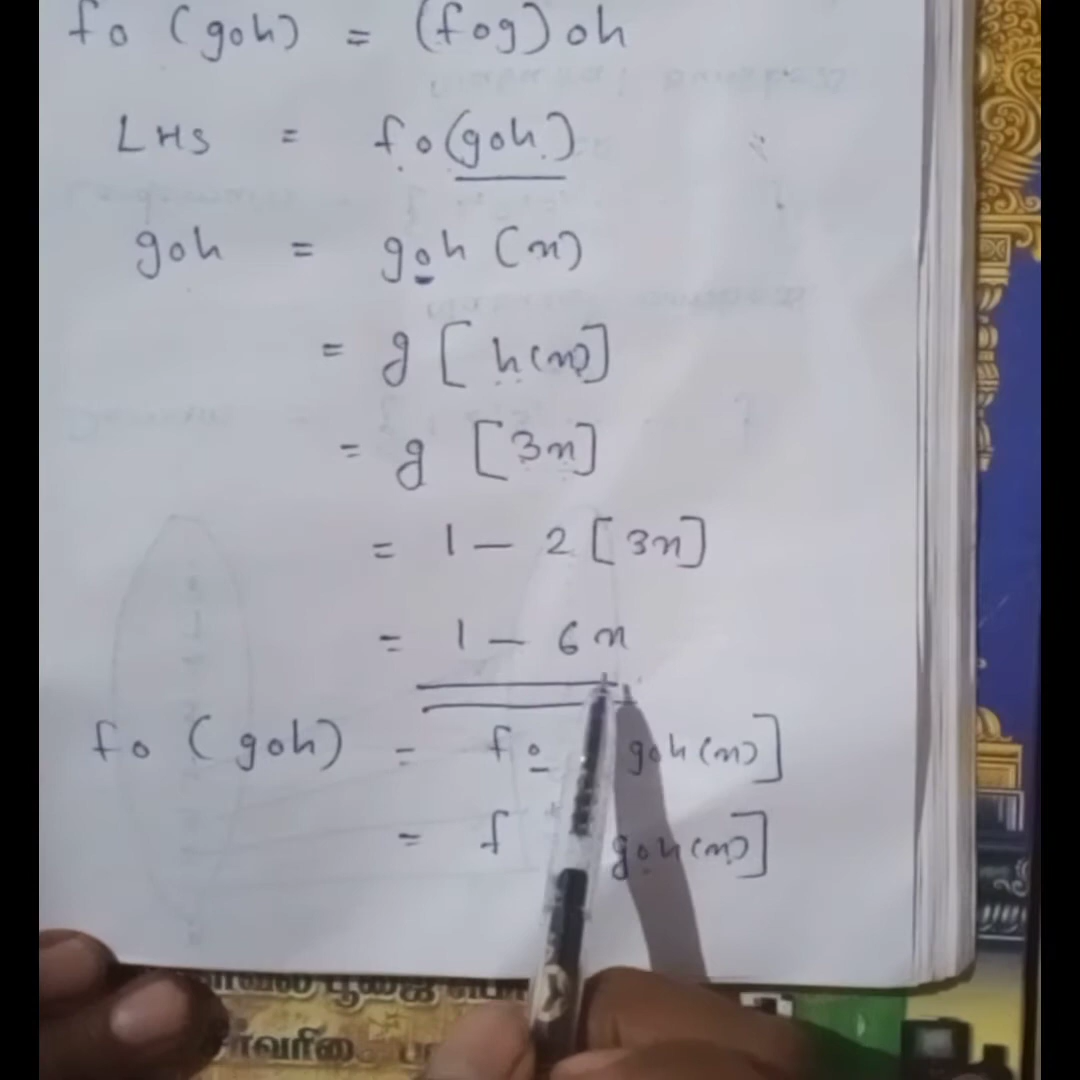 fo (goh) = (fog) oh
LHS = fo(goh)
goh = goh (x)
= g [ h(x)]
= g [3x]
= 1 - 2 [3x]
= 1 - 6x
fo (goh) = fo goh (x)]
= f goh (x)]
பூஜை